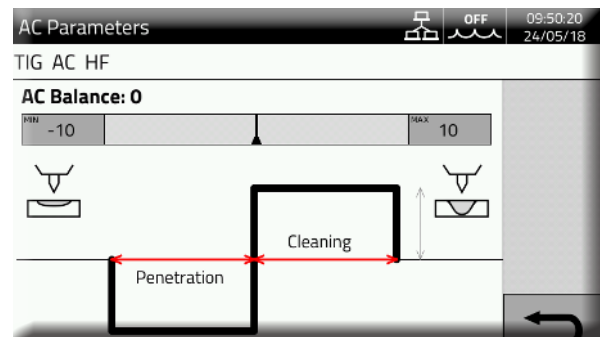 AC Parameters
OFF
09:50:20
24/05/18
TIG AC HF
AC Balance: 0
MIN -10
MAX 10
Cleaning
Penetration